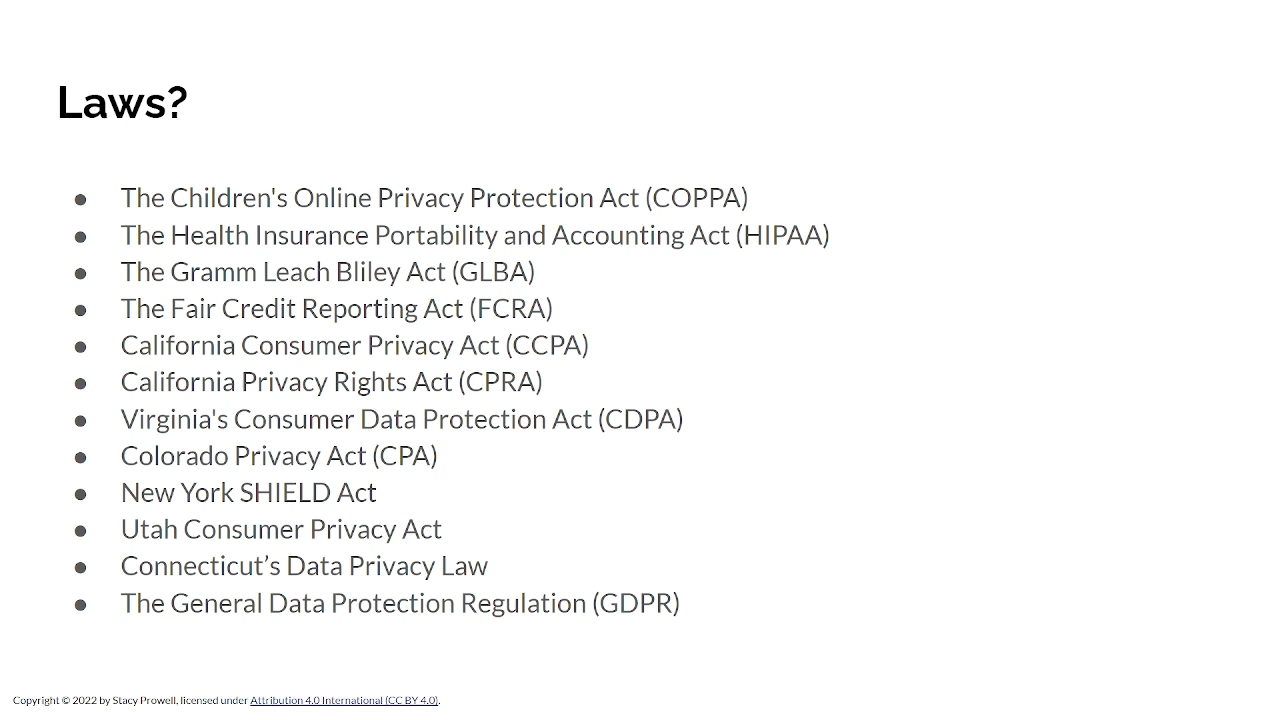 Laws?
● The Children's Online Privacy Protection Act (COPPA)
● The Health Insurance Portability and Accounting Act (HIPAA)
● The Gramm Leach Bliley Act (GLBA)
● The Fair Credit Reporting Act (FCRA)
● California Consumer Privacy Act (CCPA)
● California Privacy Rights Act (CPRA)
● Virginia's Consumer Data Protection Act (CDPA)
● Colorado Privacy Act (CPA)
● New York SHIELD Act
● Utah Consumer Privacy Act
● Connecticut’s Data Privacy Law
● The General Data Protection Regulation (GDPR)
Copyright © 2022 by Stacy Prowell, licensed under Attribution 4.0 International (CC BY 4.0).